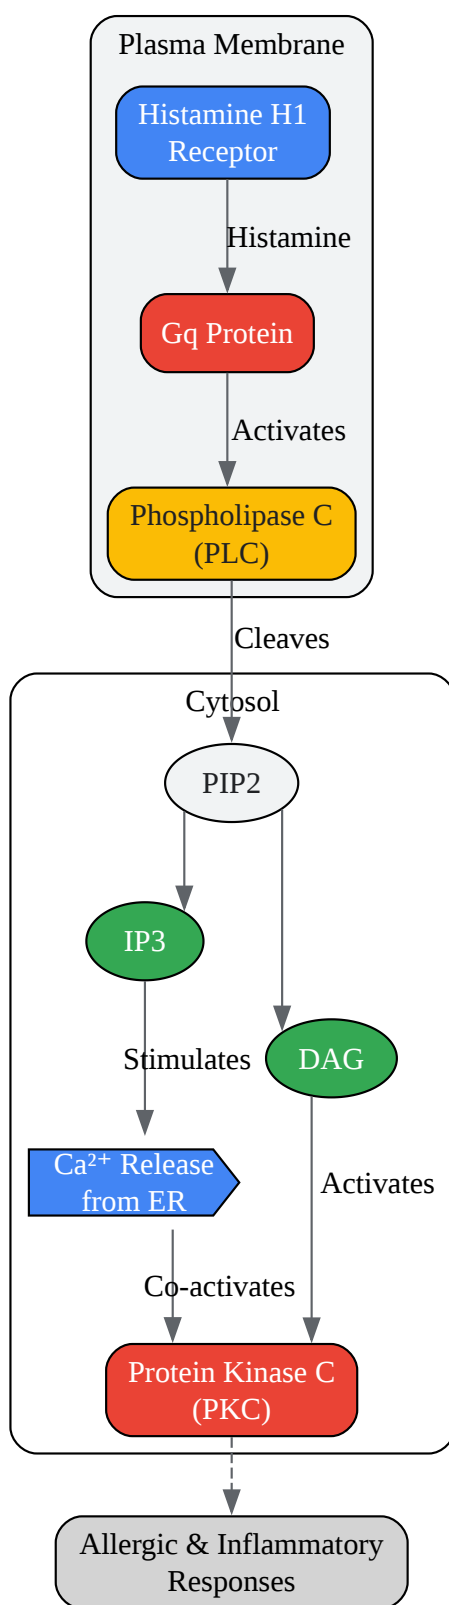 Plasma Membrane
Histamine H1
Receptor
Histamine
Gq Protein
Activates
Phospholipase C
(PLC)
Cleaves
Cytosol
PIP2
IP3
Stimulates
DAG
Ca²⁺ Release
from ER
Activates
Co-activates
Protein Kinase C
(PKC)
Allergic & Inflammatory
Responses